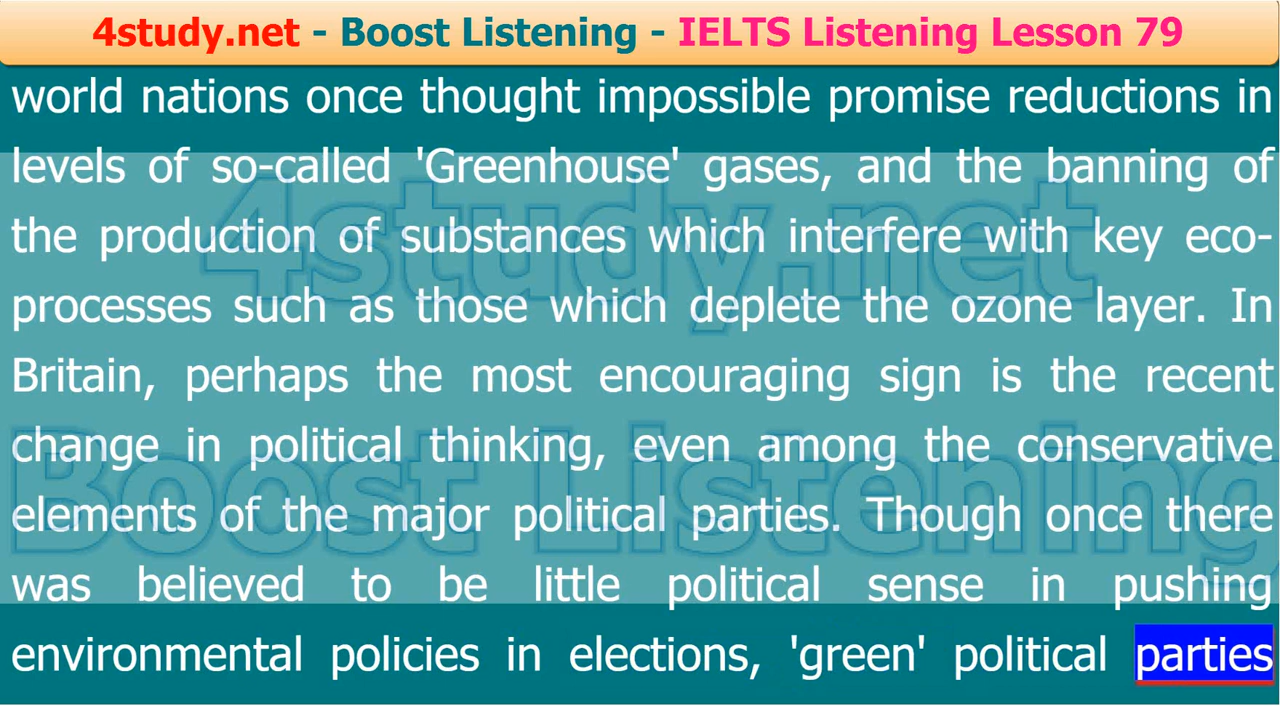 4study.net - Boost Listening - IELTS Listening Lesson 79
world nations once thought impossible promise reductions in
levels of so-called 'Greenhouse' gases, and the banning of
the production of substances which interfere with key eco-
processes such as those which deplete the ozone layer. In
Britain, perhaps the most encouraging sign is the recent
change in political thinking, even among the conservative
elements of the major political parties. Though once there
was believed to be little political sense in pushing
environmental policies in elections, 'green' political parties
4study.net
Boost Listening